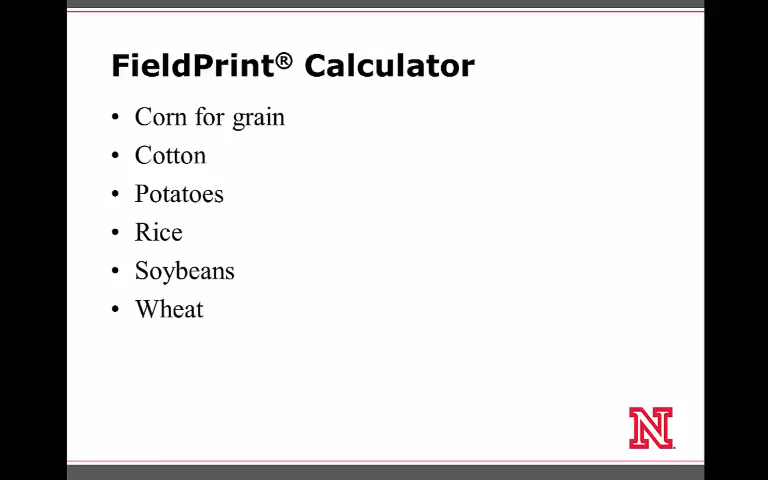 FieldPrint® Calculator
• Corn for grain
• Cotton
• Potatoes
• Rice
• Soybeans
• Wheat
N